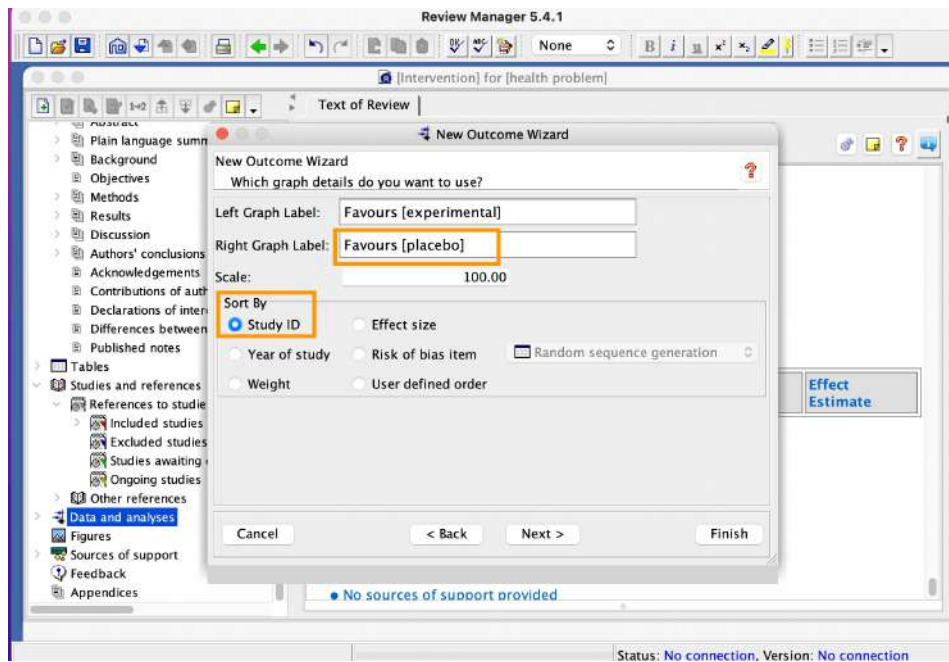 Review Manager 5.4.1
None
B i u x² x₂
[Intervention] for [health problem]
Text of Review
Plain language summ
Background
Objectives
Methods
Results
Discussion
Authors' conclusions
Acknowledgements
Contributions of auth
Declarations of inter
Differences between
Published notes
Tables
Studies and references
References to studie
Included studies
Excluded studies
Studies awaiting
Ongoing studies
Other references
Data and analyses
Figures
Sources of support
Feedback
Appendices
New Outcome Wizard
New Outcome Wizard
Which graph details do you want to use?
Left Graph Label: Favours [experimental]
Right Graph Label: Favours [placebo]
Scale: 100.00
Sort By
Study ID Effect size
Year of study Risk of bias item Random sequence generation
Weight User defined order
Cancel < Back Next > Finish
Effect
Estimate
No sources of support provided
Status: No connection, Version: No connection